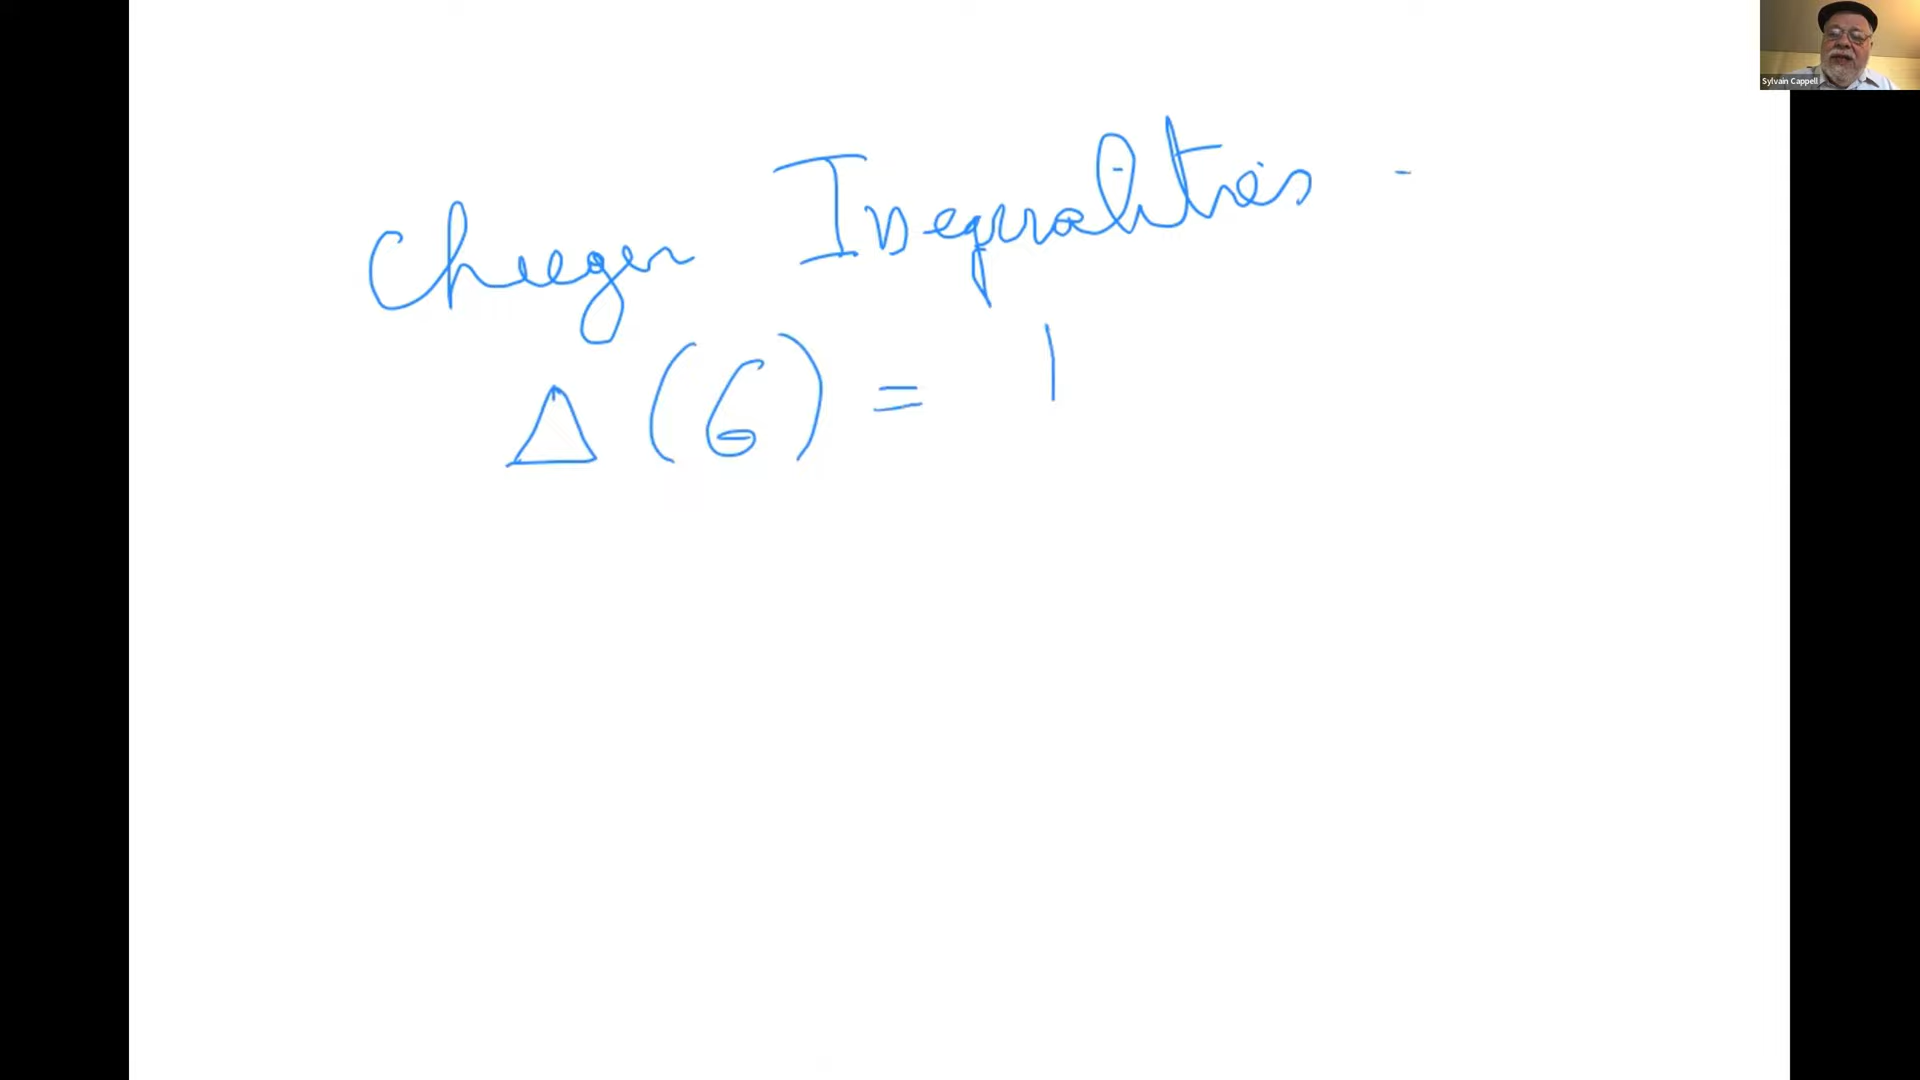 Sylvain Cappell
Cheeger Inequalities -
Δ (G) = |